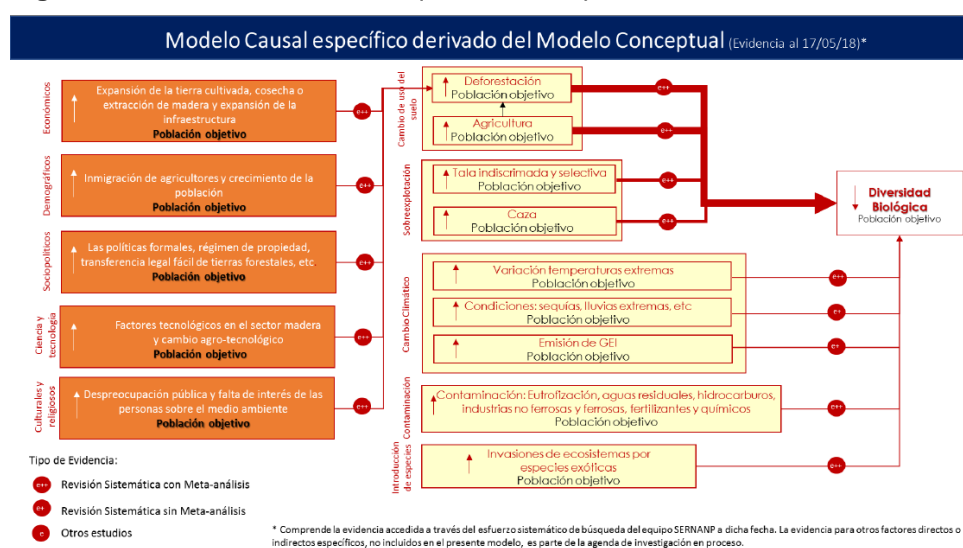 Modelo Causal específico derivado del Modelo Conceptual (Evidencia al 17/05/18)*
Económicos
Expansión de la tierra cultivada, cosecha o
extracción de madera y expansión de la
infraestructura
Población objetivo
e++
Demográficos
Inmigración de agricultores y crecimiento de la
población
Población objetivo
e++
Sociopolíticos
Las políticas formales, régimen de propiedad,
transferencia legal fácil de tierras forestales, etc.
Población objetivo
e++
Ciencia y
tecnología
Factores tecnológicos en el sector madera
y cambio agro-tecnológico
Población objetivo
e++
Culturales y
religiosos
Despreocupación pública y falta de interés de las
personas sobre el medio ambiente
Población objetivo
e++
Cambio de uso del
suelo
Deforestación
Población objetivo
e++
Agricultura
Población objetivo
e++
Sobreexplotación
Tala indiscrimada y selectiva
Población objetivo
e++
Caza
Población objetivo
e++
Cambio Climático
Variación temperaturas extremas
Población objetivo
e++
Condiciones: sequías, lluvias extremas, etc
Población objetivo
Emisión de GEI
Población objetivo
Contaminación
Contaminación: Eutrofización, aguas residuales, hidrocarburos,
industrias no ferrosas y ferrosas, fertilizantes y químicos
Población objetivo
e++
Introducción
de especies
Invasiones de ecosistemas por
especies exóticas
Población objetivo
e++
Diversidad
Biológica
Población objetivo
Tipo de Evidencia:
e++ Revisión Sistemática con Meta-análisis
e+ Revisión Sistemática sin Meta-análisis
e Otros estudios
* Comprende la evidencia accedida a través del esfuerzo sistemático de búsqueda del equipo SERNANP a dicha fecha. La evidencia para otros factores directos o
indirectos específicos, no incluidos en el presente modelo, es parte de la agenda de investigación en proceso.